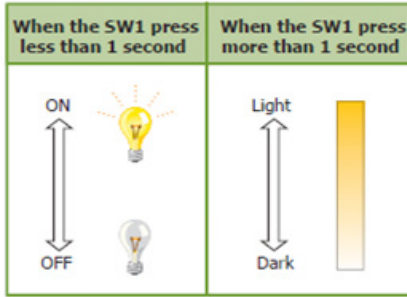 When the SW1 press
less than 1 second
When the SW1 press
more than 1 second
ON
OFF
Light
Dark